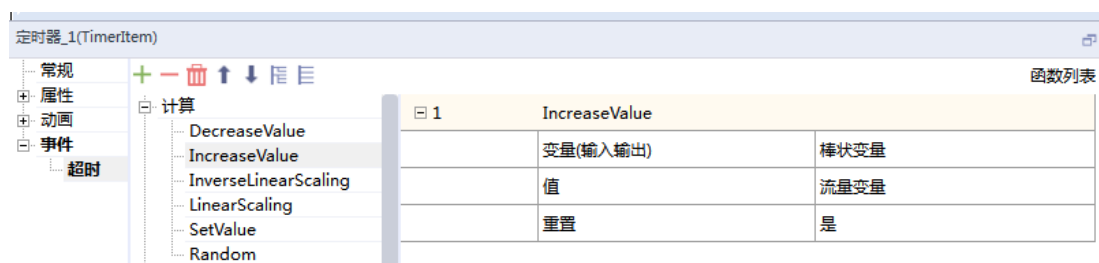 定时器_1(TimerItem)
常规
属性
动画
事件
超时
函数列表
计算
DecreaseValue
IncreaseValue
InverseLinearScaling
LinearScaling
SetValue
Random
1 IncreaseValue
变量(输入输出) 棒状变量
值 流量变量
重置 是